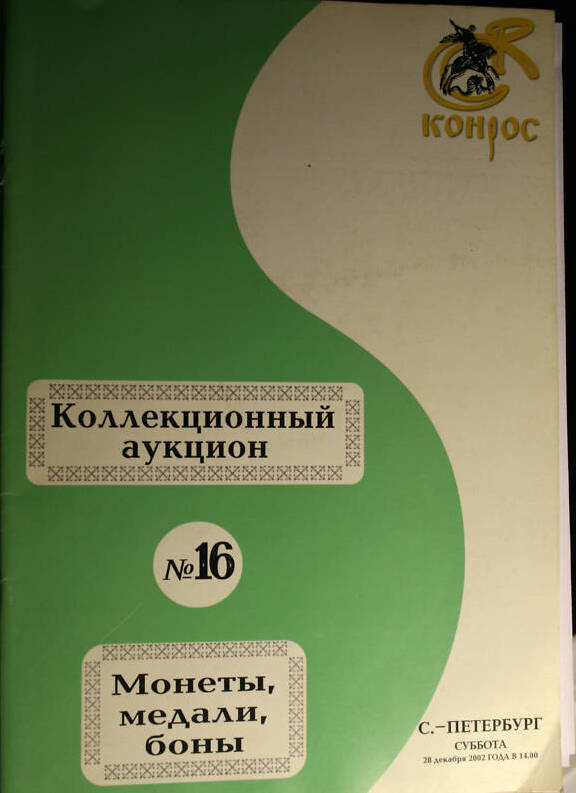 R
КОНРОС
Коллекционный
аукцион
№16
Монеты,
медали,
боны
С.-ПЕТЕРБУРГ
СУББОТА
28 декабря 2002 ГОДА В 14.00